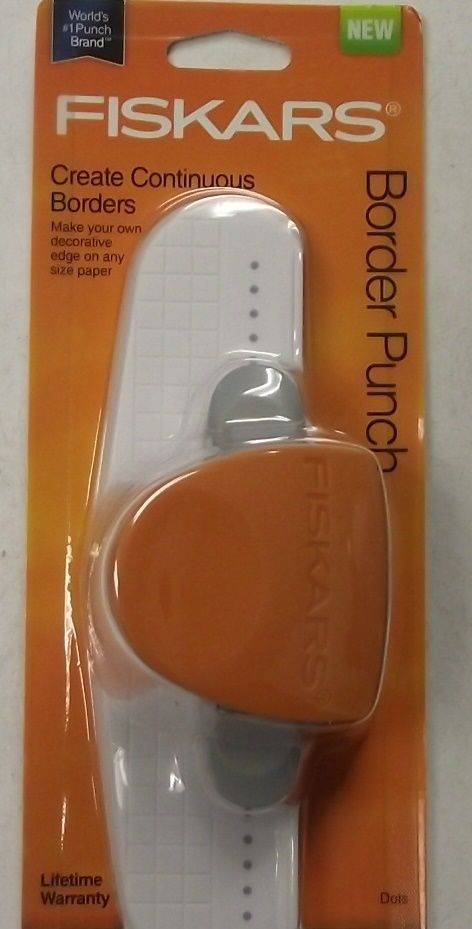 World's
#1 Punch
Brand™
NEW
FISKARS®
Create Continuous
Borders
Make your own
decorative
edge on any
size paper
Border Punch
FISKARS®
Lifetime
Warranty
Dots